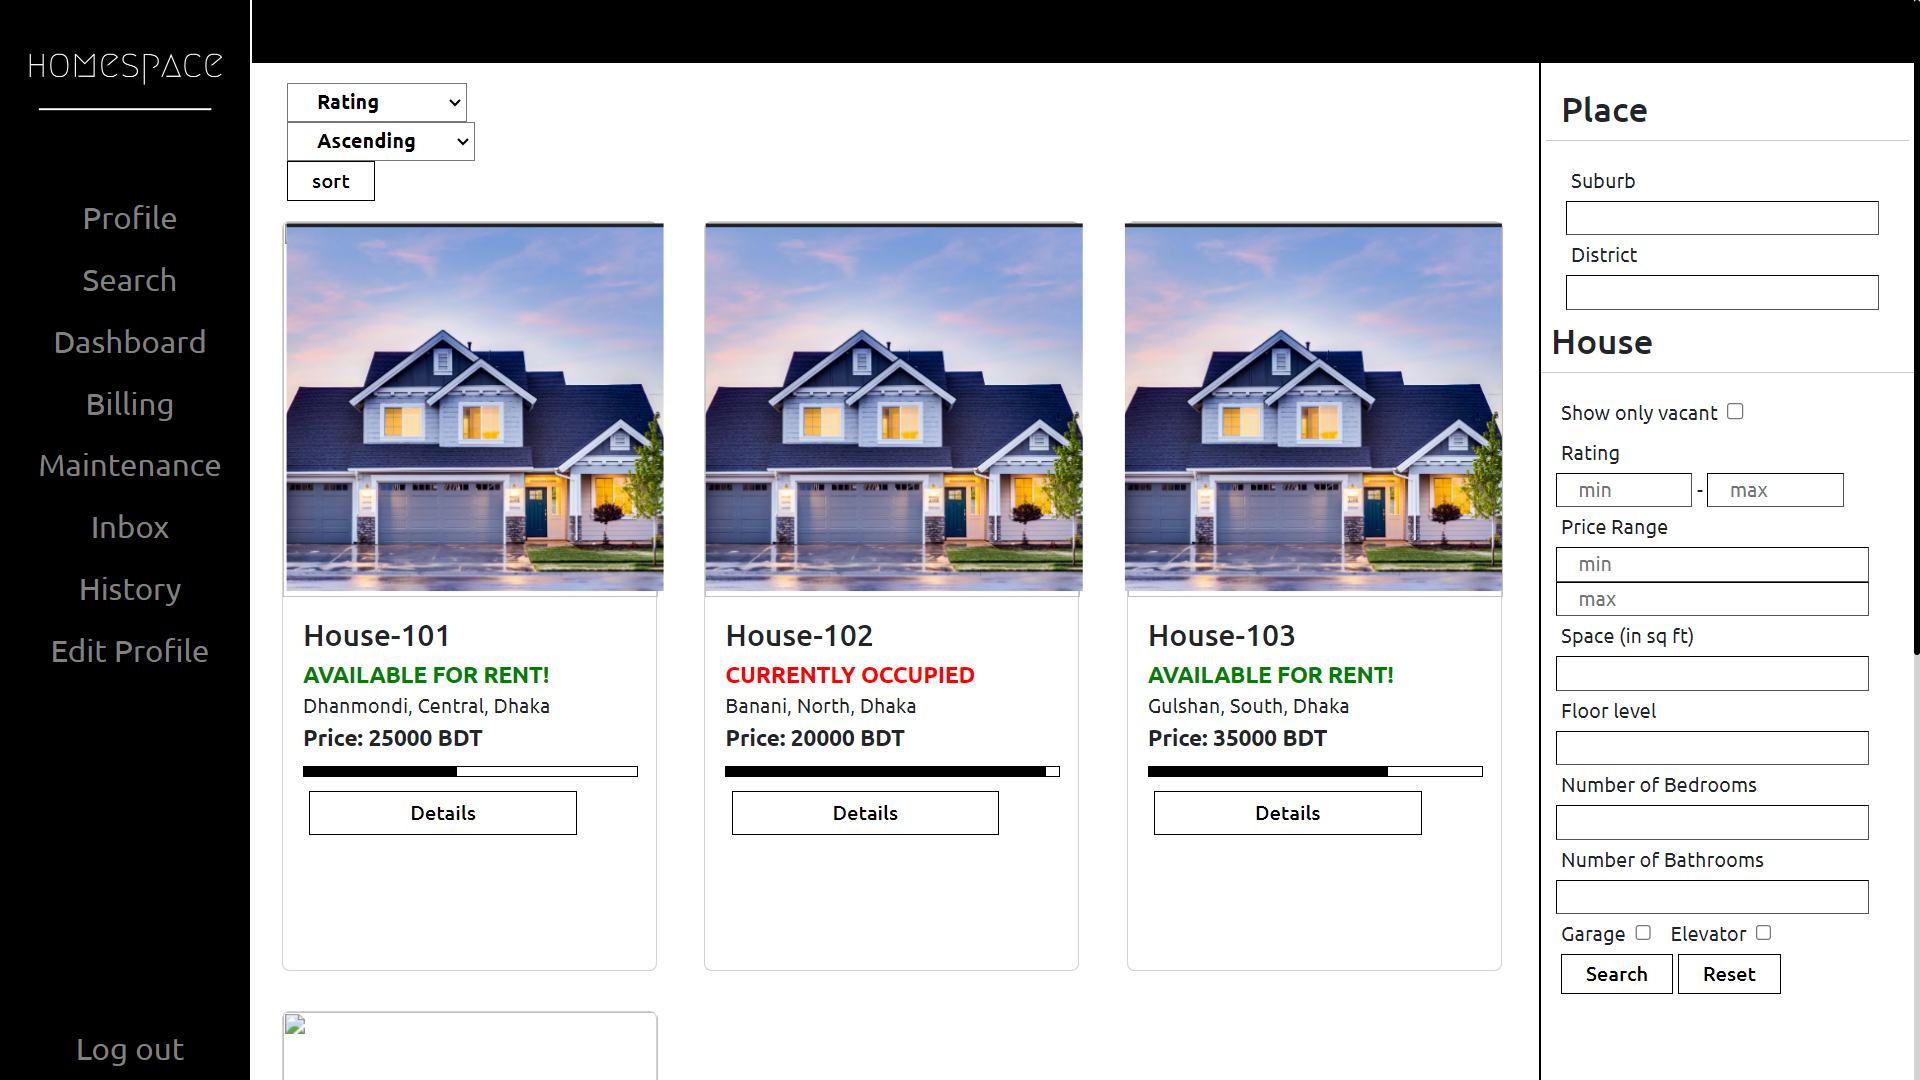 HOMESPACE
Profile
Search
Dashboard
Billing
Maintenance
Inbox
History
Edit Profile
Log out
Rating
Ascending
sort
House-101
AVAILABLE FOR RENT!
Dhanmondi, Central, Dhaka
Price: 25000 BDT
Details
House-102
CURRENTLY OCCUPIED
Banani, North, Dhaka
Price: 20000 BDT
Details
House-103
AVAILABLE FOR RENT!
Gulshan, South, Dhaka
Price: 35000 BDT
Details
Place
Suburb
District
House
Show only vacant
Rating
min - max
Price Range
min
max
Space (in sq ft)
Floor level
Number of Bedrooms
Number of Bathrooms
Garage Elevator
Search Reset